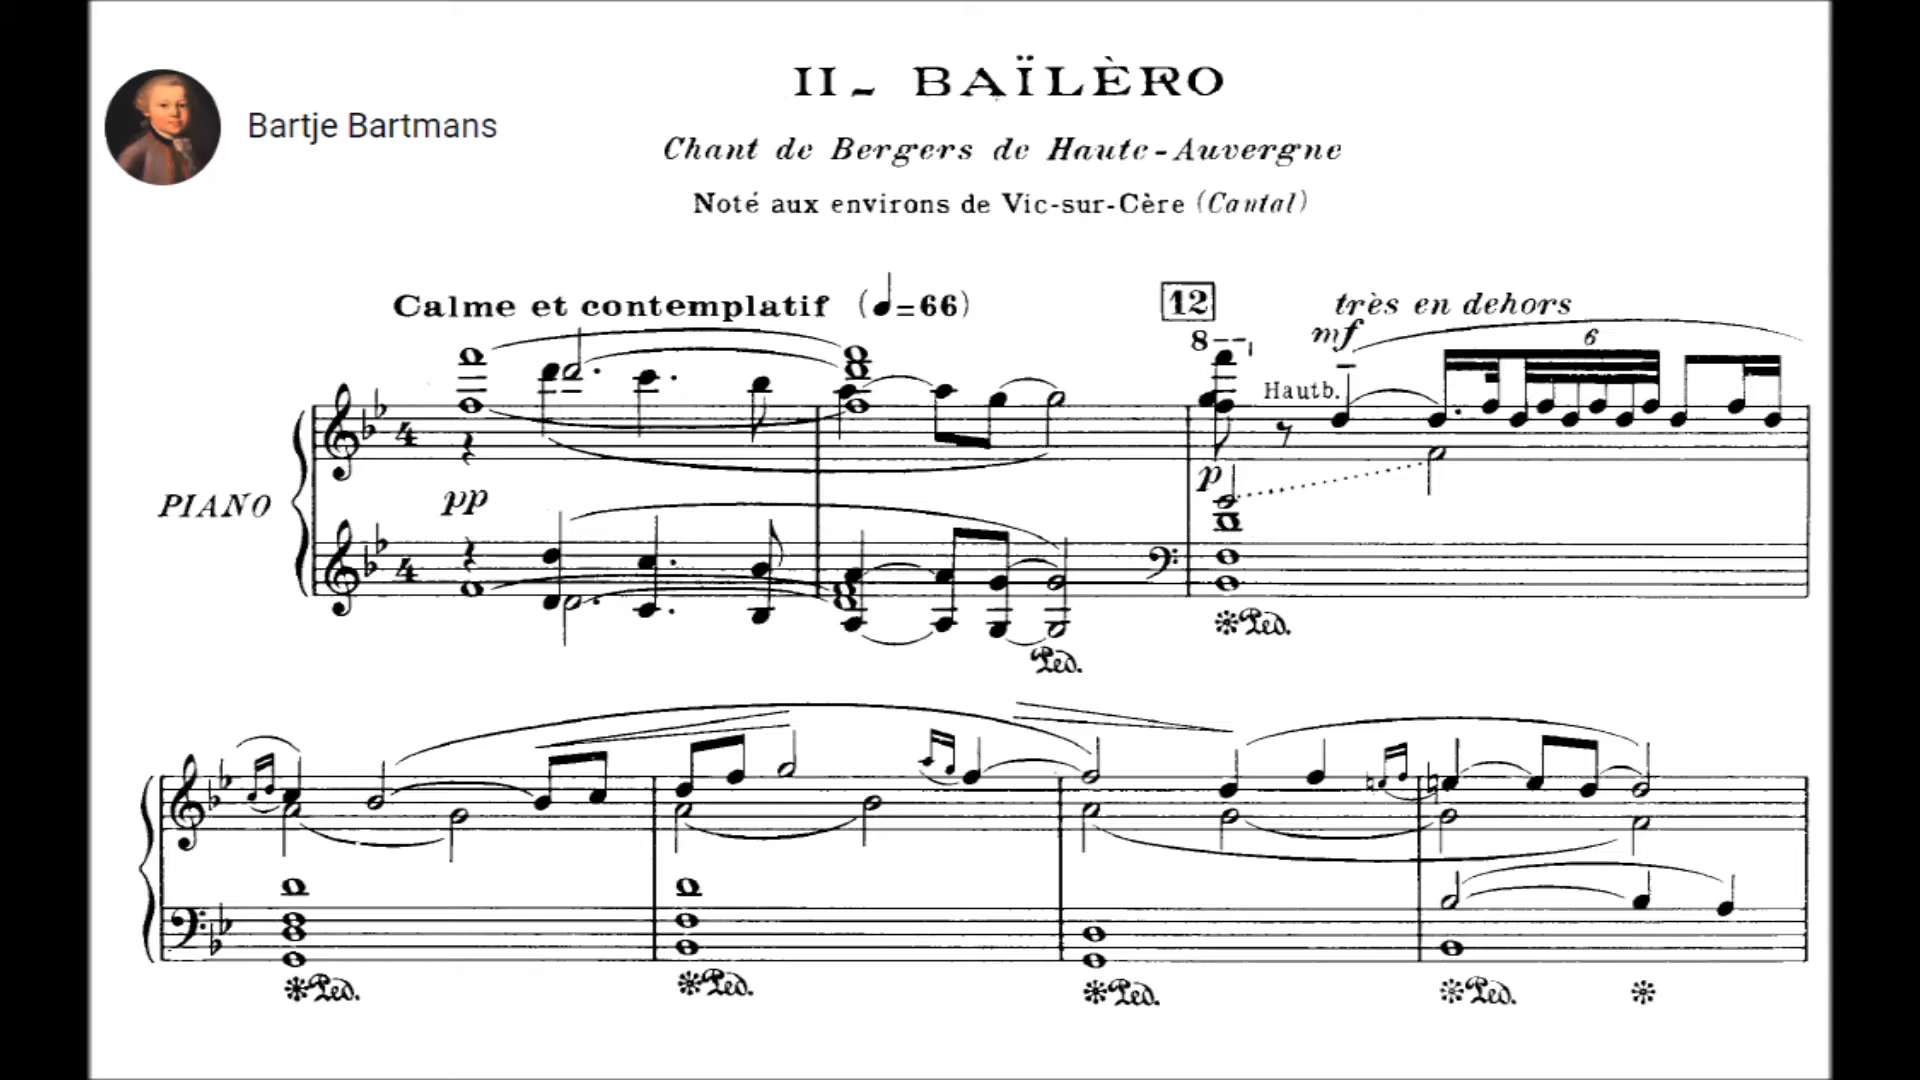 II - BAÏLÈRO
Bartje Bartmans
Chant de Bergers de Haute-Auvergne
Noté aux environs de Vic-sur-Cère (Cantal)
Calme et contemplatif (♩=66)
12
très en dehors
8
mf
6
Hautb.
4
p
PIANO
pp
4
Ped.
Ped.
Ped.
Ped.
Ped.
Ped.